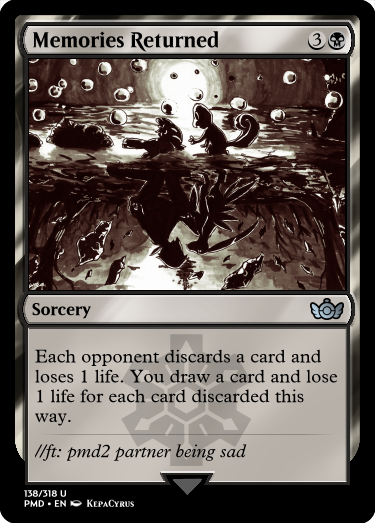 Memories Returned 3
Sorcery
Each opponent discards a card and
loses 1 life. You draw a card and lose
1 life for each card discarded this
way.
//ft: pmd2 partner being sad
138/318 U
PMD • EN KepaCyrus